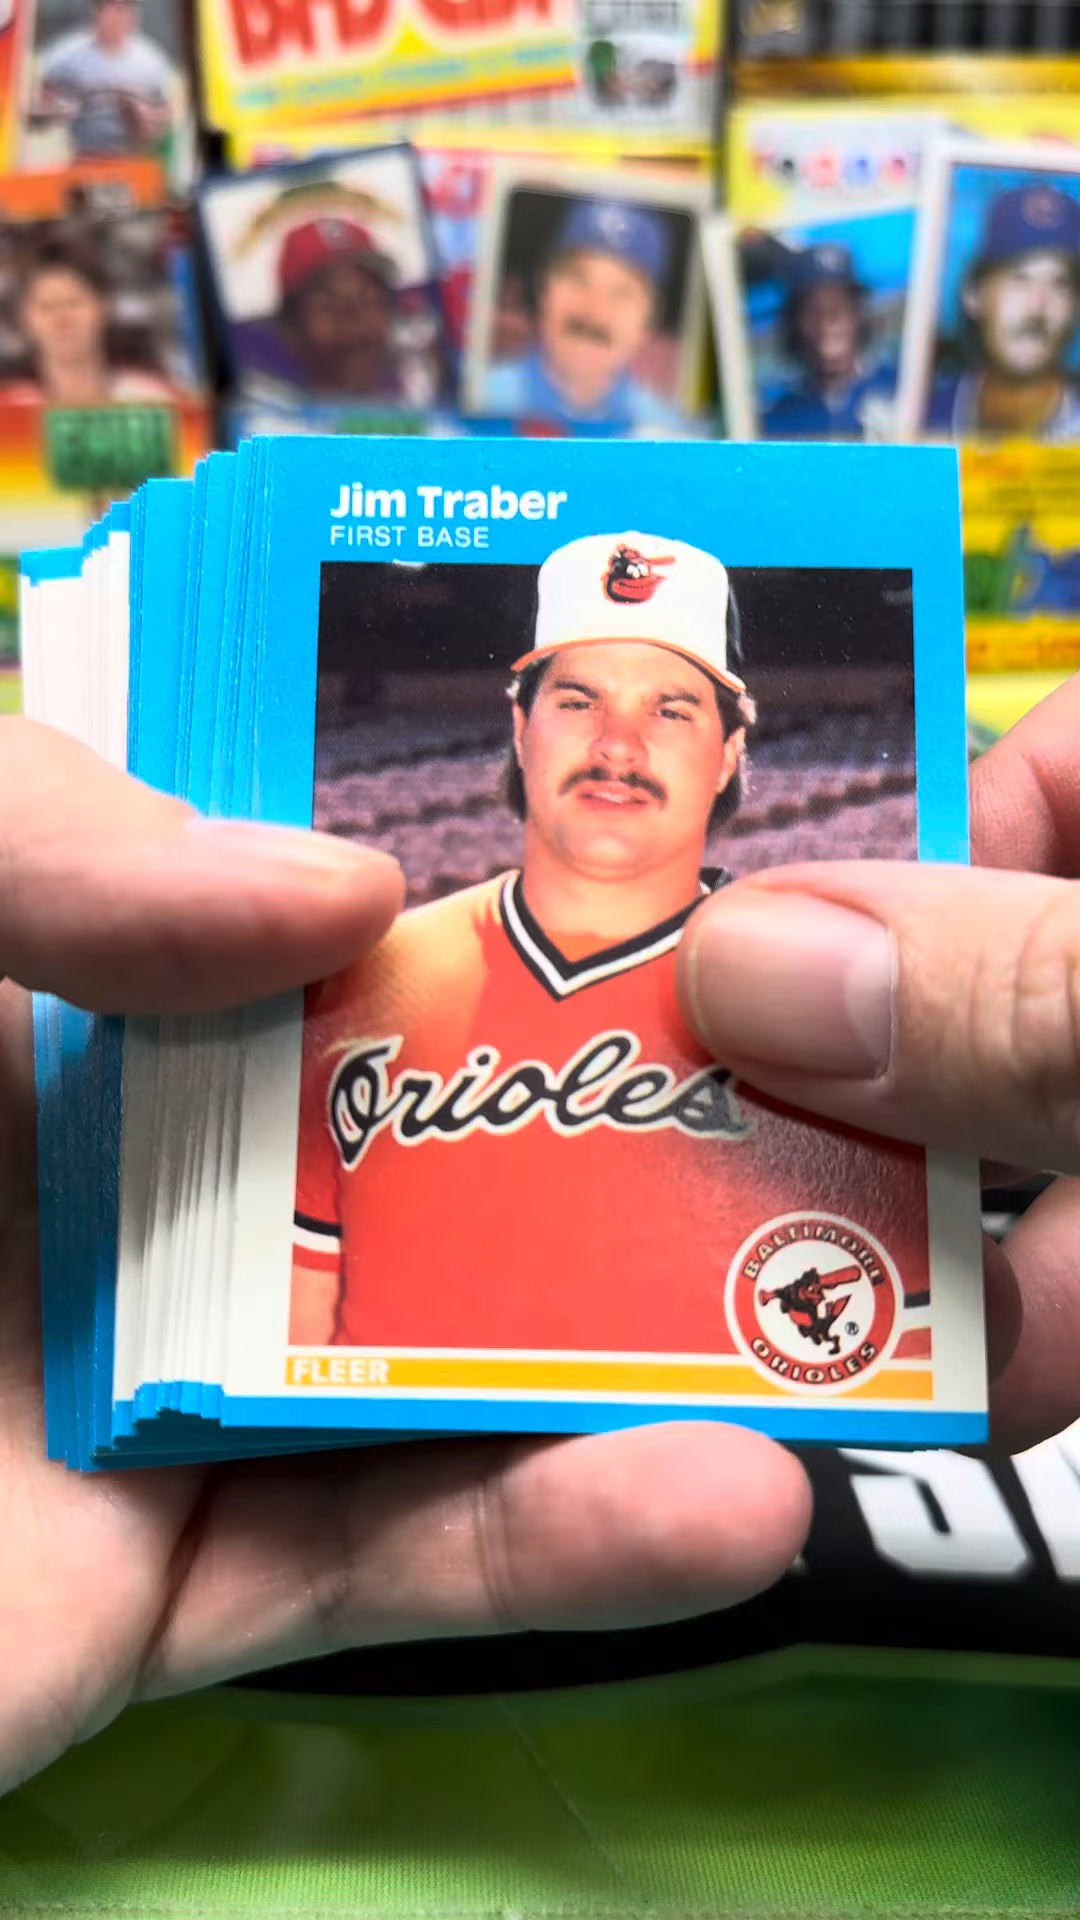 Jim Traber
FIRST BASE
Orioles
BALTIMORE
ORIOLES
®
FLEER